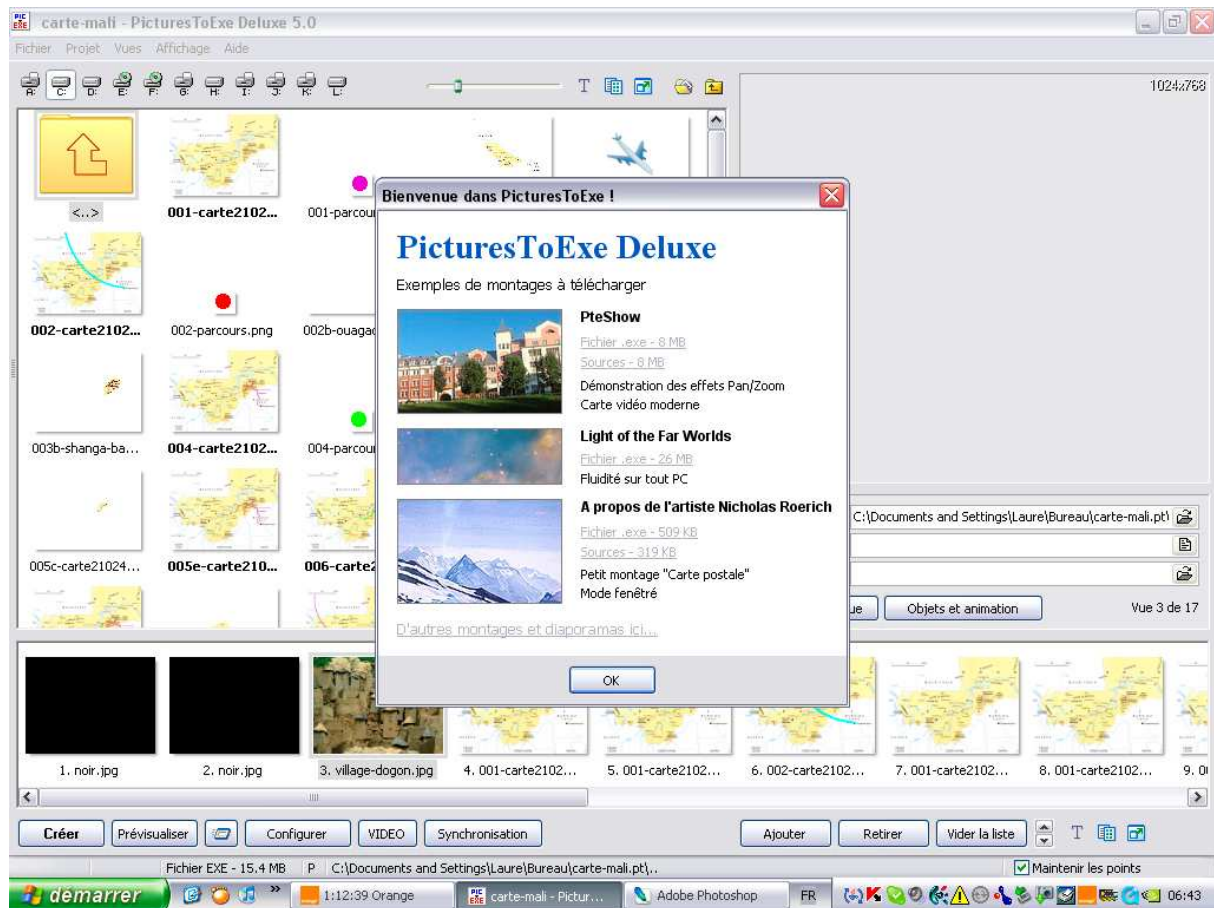 carte-mali - PicturesToExe Deluxe 5.0
Fichier Projet Vues Affichage Aide
A: C: D: E: F: G: H: I: J: K: L:
T
1024x768
<..>
001-carte2102...
001-parcou
002-carte2102...
002-parcours.png
002b-ouagad
003b-shanga-ba...
004-carte2102...
004-parcou
005c-carte21024...
005e-carte210...
006-carte2
Bienvenue dans PicturesToExe !
PicturesToExe Deluxe
Exemples de montages à télécharger
PteShow
Fichier .exe - 8 MB
Sources - 8 MB
Démonstration des effets Pan/Zoom
Carte vidéo moderne
Light of the Far Worlds
Fichier .exe - 26 MB
Fluidité sur tout PC
A propos de l'artiste Nicholas Roerich
Fichier .exe - 509 KB
Sources - 319 KB
Petit montage "Carte postale"
Mode fenêtré
D'autres montages et diaporamas ici...
OK
C:\Documents and Settings\Laure\Bureau\carte-mali.pt\
ue
Objets et animation
Vue 3 de 17
1. noir.jpg
2. noir.jpg
3. village-dogon.jpg
4. 001-carte2102...
5. 001-carte2102...
6. 002-carte2102...
7. 001-carte2102...
8. 001-carte2102...
9. 0
Créer
Prévisualiser
Configurer
VIDEO
Synchronisation
Ajouter
Retirer
Vider la liste
T
Fichier EXE - 15.4 MB P C:\Documents and Settings\Laure\Bureau\carte-mali.pt\..
Maintenir les points
démarrer
1:12:39 Orange
carte-mali - Pictur...
Adobe Photoshop
FR
06:43